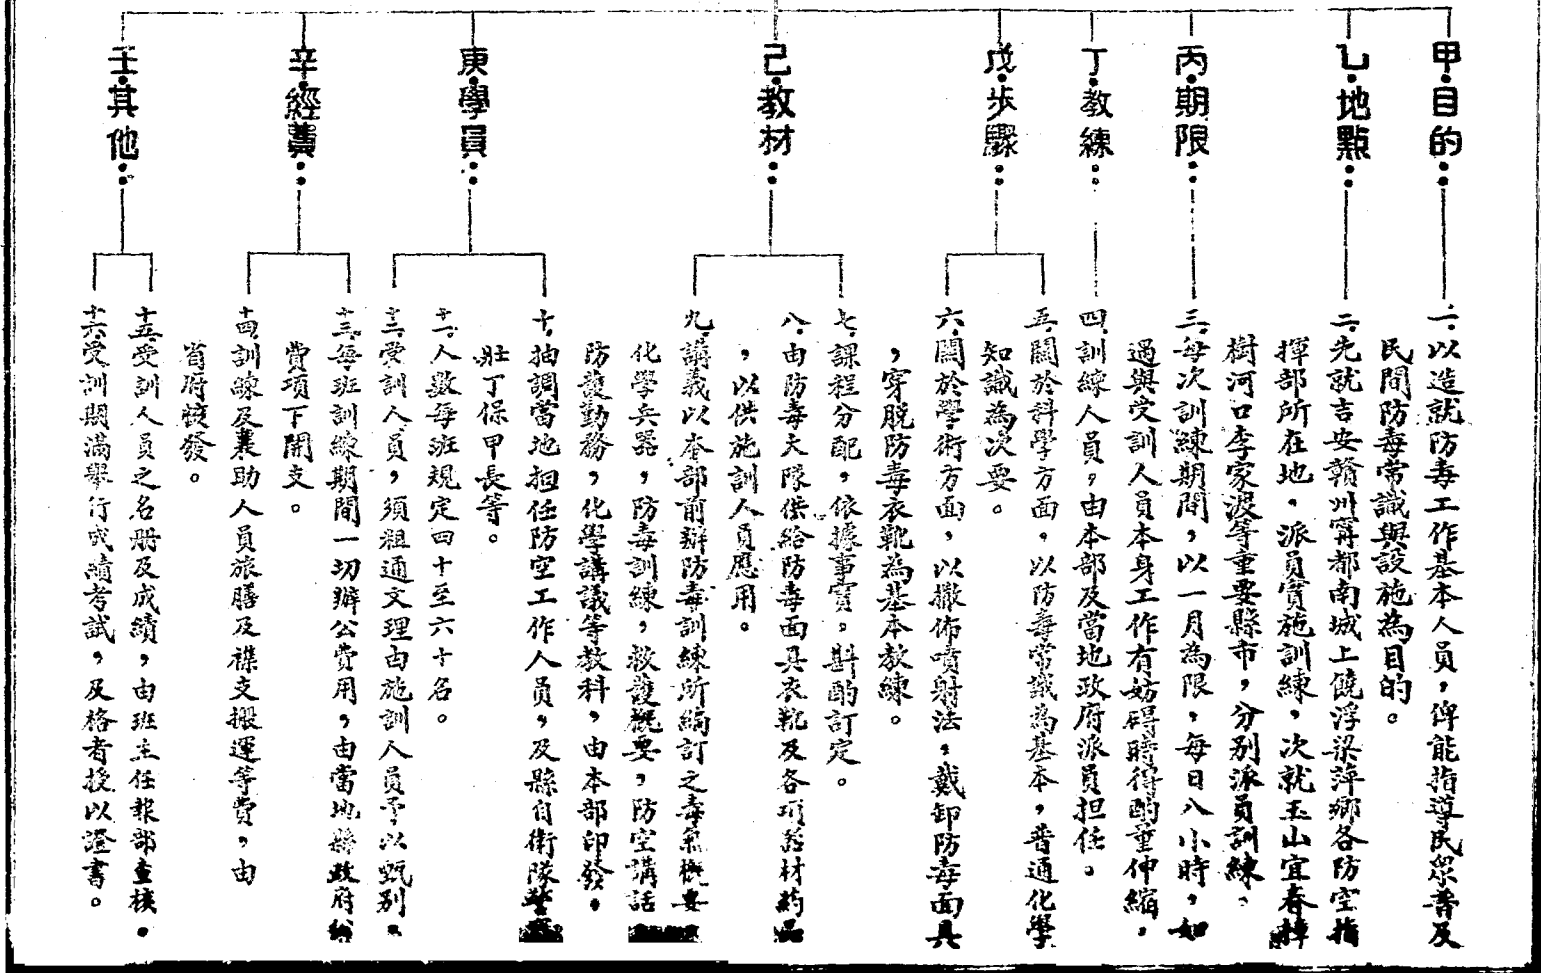 甲.目的：
一.以造就防毒工作基本人員，俾能指導民眾普及
民間防毒常識與設施為目的。
乙.地點：
二.先就吉安贛州甯都南城上饒浮梁萍鄉各防空指
揮部所在地，派員實施訓練，次就玉山宜春樟
樹河口李家渡等重要縣市，分別派員訓練。
丙.期限：
三.每次訓練期間，以一月為限，每日八小時，如
過與受訓人員本身工作有妨碍時得酌量伸縮，
丁.教練：
四.訓練人員，由本部及當地政府派員担任。
戊.步驟：
五.關於科學方面，以防毒常識為基本，普通化學
知識為次要。
六.關於學術方面，以撒佈噴射法，戴卸防毒面具
，穿脫防毒衣靴為基本教練。
己.教材：
七.課程分配，依據事實，斟酌訂定。
八.由防毒大隊供給防毒面具衣靴及各項器材药品
，以供施訓人員應用。
九.講義以本部前辦防毒訓練所編訂之毒氣概要
化學兵器，防毒訓練，救護概要，防空講話
防護勤務，化學講議等教科，由本部印發。
庚.學員：
十.抽調當地担任防空工作人員，及縣自衛隊警
壯丁保甲長等。
十一.人數每班規定四十至六十名。
十二.受訓人員，須粗通文理由施訓人員予以甄別。
辛.經費：
十三.每班訓練期間一切辦公費用，由當地縣政府
費項下開支。
十四.訓練及襄助人員旅膳及襍支搬運等費，由
省府核發。
壬.其他：
十五.受訓人員之名冊及成績，由班主任報部查核。
十六.受訓期滿舉行成績考試，及格者授以證書。